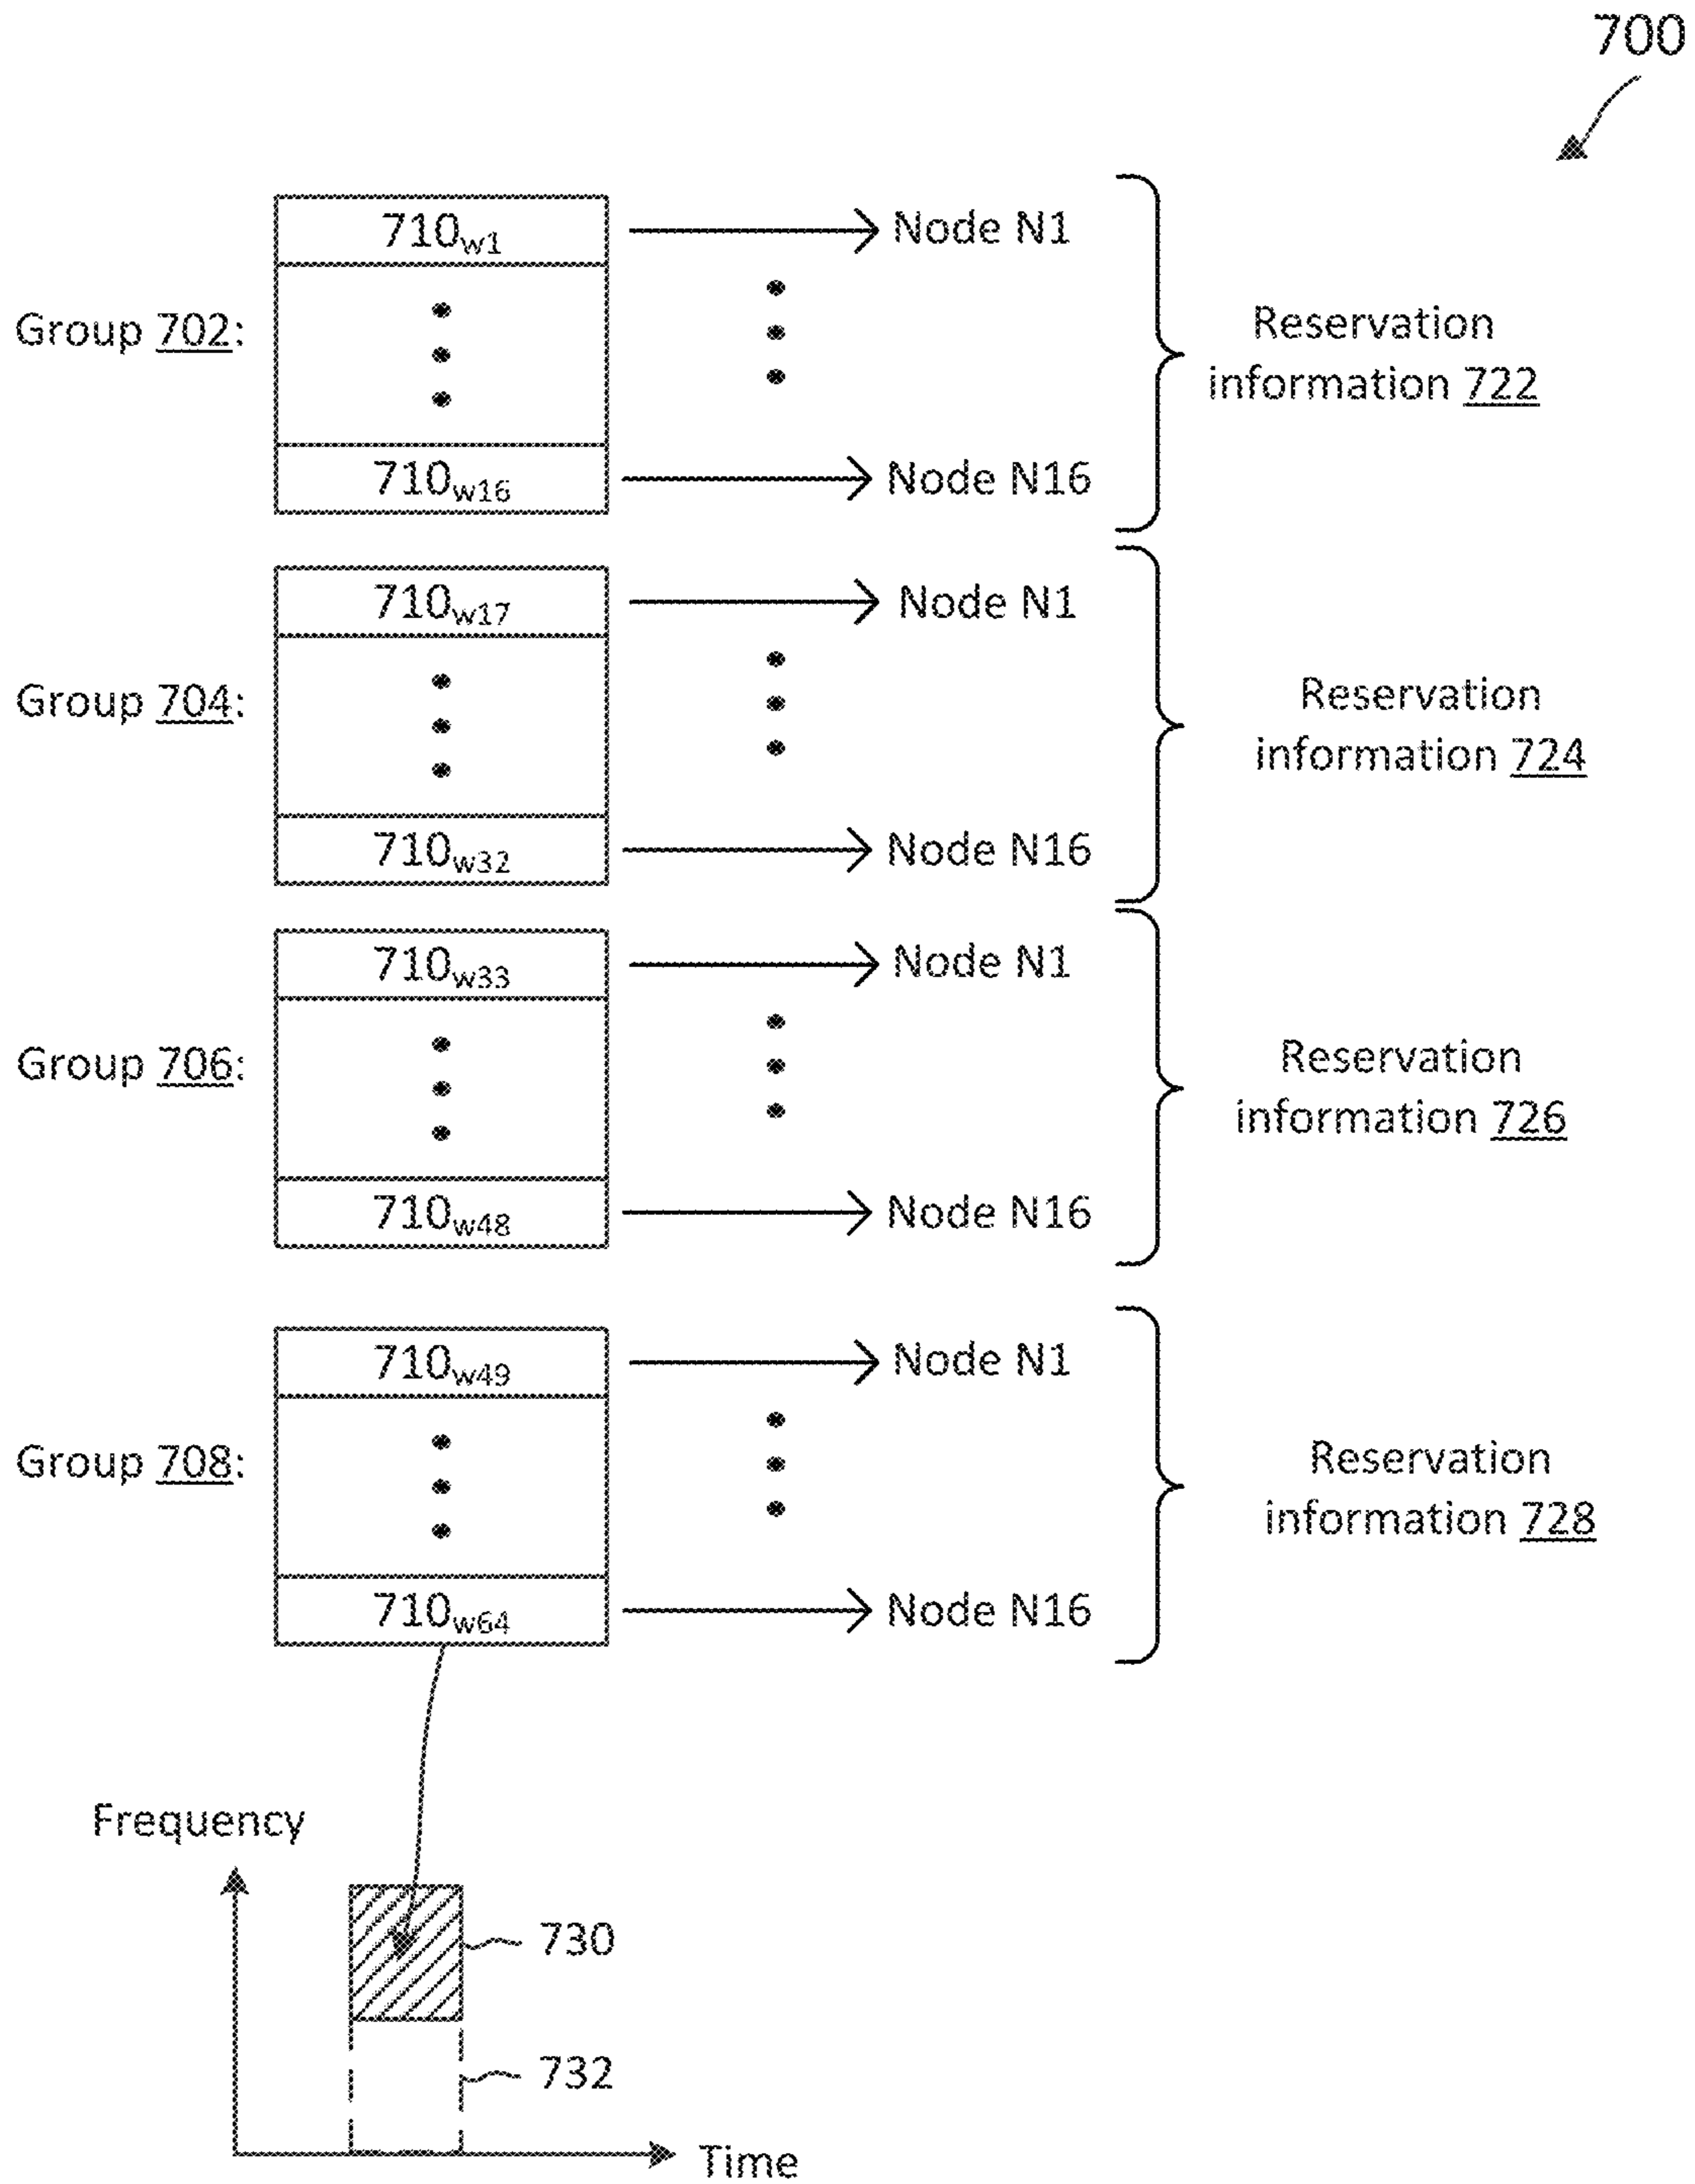 700
710w1
Node N1
Group 702:
Reservation
information 722
710w16
Node N16
710w17
Node N1
Group 704:
Reservation
information 724
710w32
Node N16
710w33
Node N1
Group 706:
Reservation
information 726
710w48
Node N16
710w49
Node N1
Group 708:
Reservation
information 728
710w64
Node N16
Frequency
730
732
Time